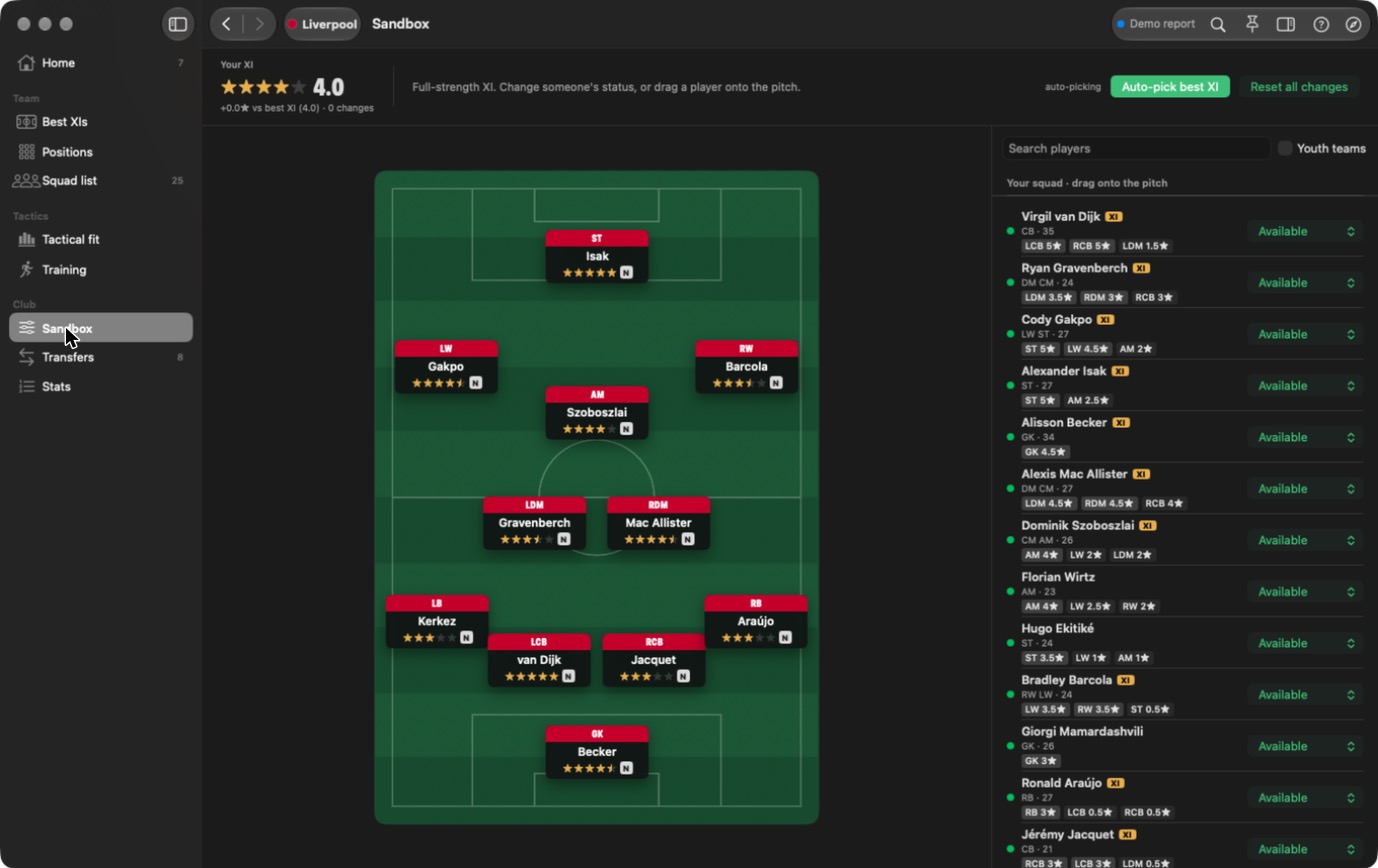 Liverpool
Sandbox
Demo report
Home
7
Team
Best XIs
Positions
Squad list
25
Tactics
Tactical fit
Training
Club
Sandbox
Transfers
8
Stats
Your XI
★★★★★ 4.0
+0.0★ vs best XI (4.0) · 0 changes
Full-strength XI. Change someone's status, or drag a player onto the pitch.
auto-picking
Auto-pick best XI
Reset all changes
ST
Isak
N
LW
Gakpo
N
RW
Barcola
N
AM
Szoboszlai
N
LDM
Gravenberch
N
RDM
Mac Allister
N
LB
Kerkez
N
RB
Araújo
N
LCB
van Dijk
N
RCB
Jacquet
N
GK
Becker
N
Search players
Youth teams
Your squad · drag onto the pitch
Virgil van Dijk XI
CB · 35
LCB 5★ RCB 5★ LDM 1.5★
Available
Ryan Gravenberch XI
DM CM · 24
LDM 3.5★ RDM 3★ RCB 3★
Available
Cody Gakpo XI
LW ST · 27
ST 5★ LW 4.5★ AM 2★
Available
Alexander Isak XI
ST · 27
ST 5★ AM 2.5★
Available
Alisson Becker XI
GK · 34
GK 4.5★
Available
Alexis Mac Allister XI
DM CM · 27
LDM 4.5★ RDM 4.5★ RCB 4★
Available
Dominik Szoboszlai XI
CM AM · 26
AM 4★ LW 2★ LDM 2★
Available
Florian Wirtz
AM · 23
AM 4★ LW 2.5★ RW 2★
Available
Hugo Ekitiké
ST · 24
ST 3.5★ LW 1★ AM 1★
Available
Bradley Barcola XI
RW LW · 24
LW 3.5★ RW 3.5★ ST 0.5★
Available
Giorgi Mamardashvili
GK · 26
GK 3★
Available
Ronald Araújo XI
RB · 27
RB 3★ LCB 0.5★ RCB 0.5★
Available
Jérémy Jacquet XI
CB · 21
RCB 3★ LCB 3★ LDM 0.5★
Available